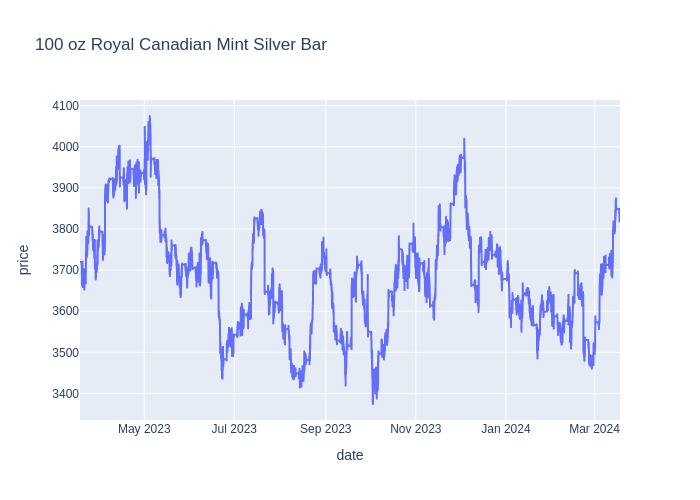 100 oz Royal Canadian Mint Silver Bar
4100
4000
3900
3800
3700
3600
3500
3400
price
May 2023 Jul 2023 Sep 2023 Nov 2023 Jan 2024 Mar 2024
date